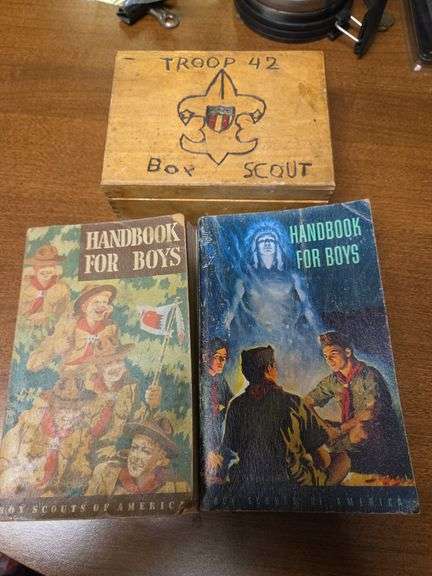 TROOP 42
BOY SCOUT
HANDBOOK
FOR BOYS
BOY SCOUTS OF AMERICA
HANDBOOK
FOR BOYS
BOY SCOUTS OF AMERICA